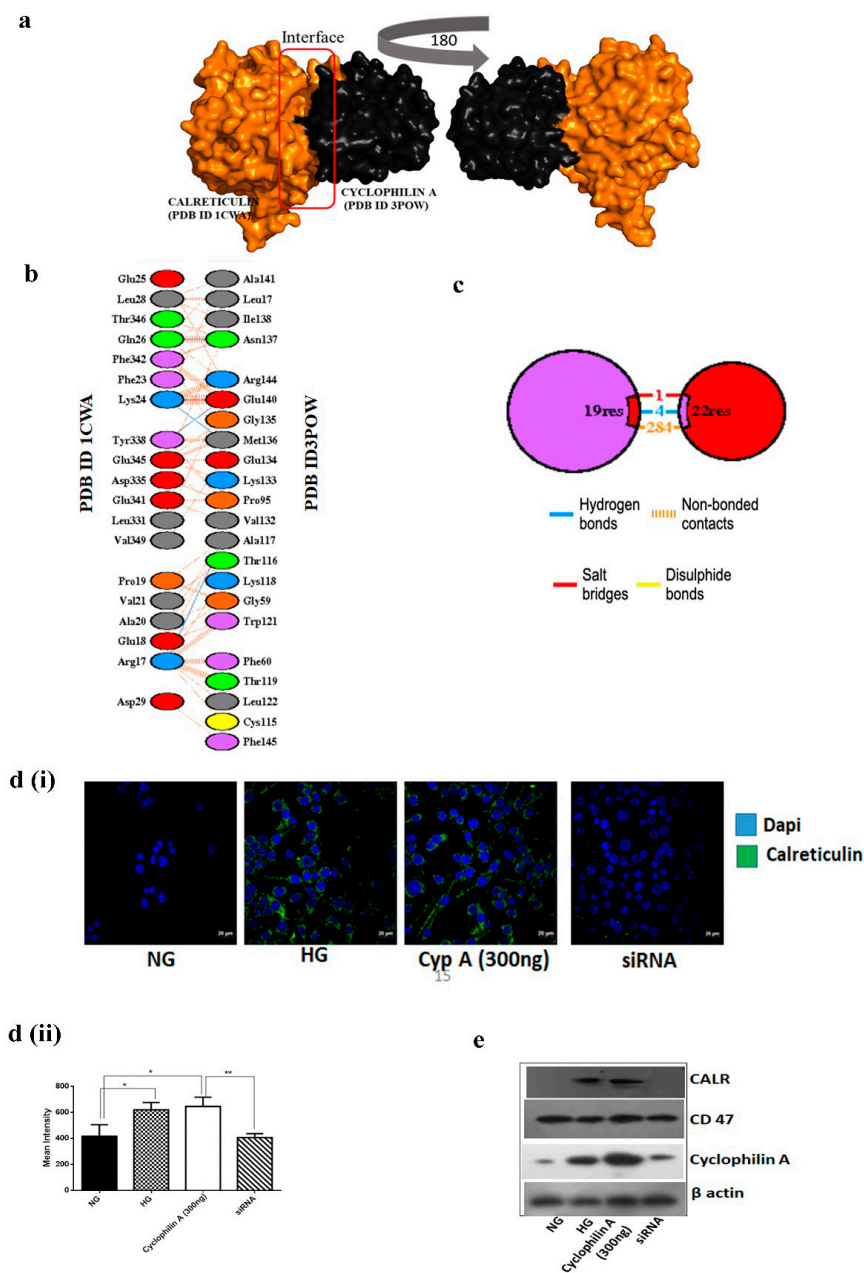 a
180
Interface
CALRETICULIN
(PDB ID 1CWA)
CYCLOPHILIN A
(PDB ID 3POW)
b
PDB ID 1CWA
PDB ID3POW
Glu25 Ala141
Leu28 Leu17
Thr346 Ile138
Gln26 Asn137
Phe342
Phe23 Arg144
Lys24 Glu140
Gly135
Tyr338 Met136
Glu345 Glu134
Asp335 Lys133
Glu341 Pro95
Leu331 Val132
Val349 Ala117
Thr116
Pro19 Lys118
Val21 Gly59
Ala20 Trp121
Glu18
Arg17 Phe60
Thr119
Asp29 Leu122
Cys115
Phe145
c
1
19res 4 22res
284
Hydrogen
bonds
Non-bonded
contacts
Salt
bridges
Disulphide
bonds
d (i)
20 µm 20 µm 20 µm 20 µm
NG HG Cyp A (300ng) siRNA
15
Dapi
Calreticulin
d (ii)
* * **
Mean Intensity
800
600
400
200
0
NG HG Cyclophilin A (300ng) siRNA
e
CALR
CD 47
Cyclophilin A
β actin
NG HG Cyclophilin A
(300ng) siRNA